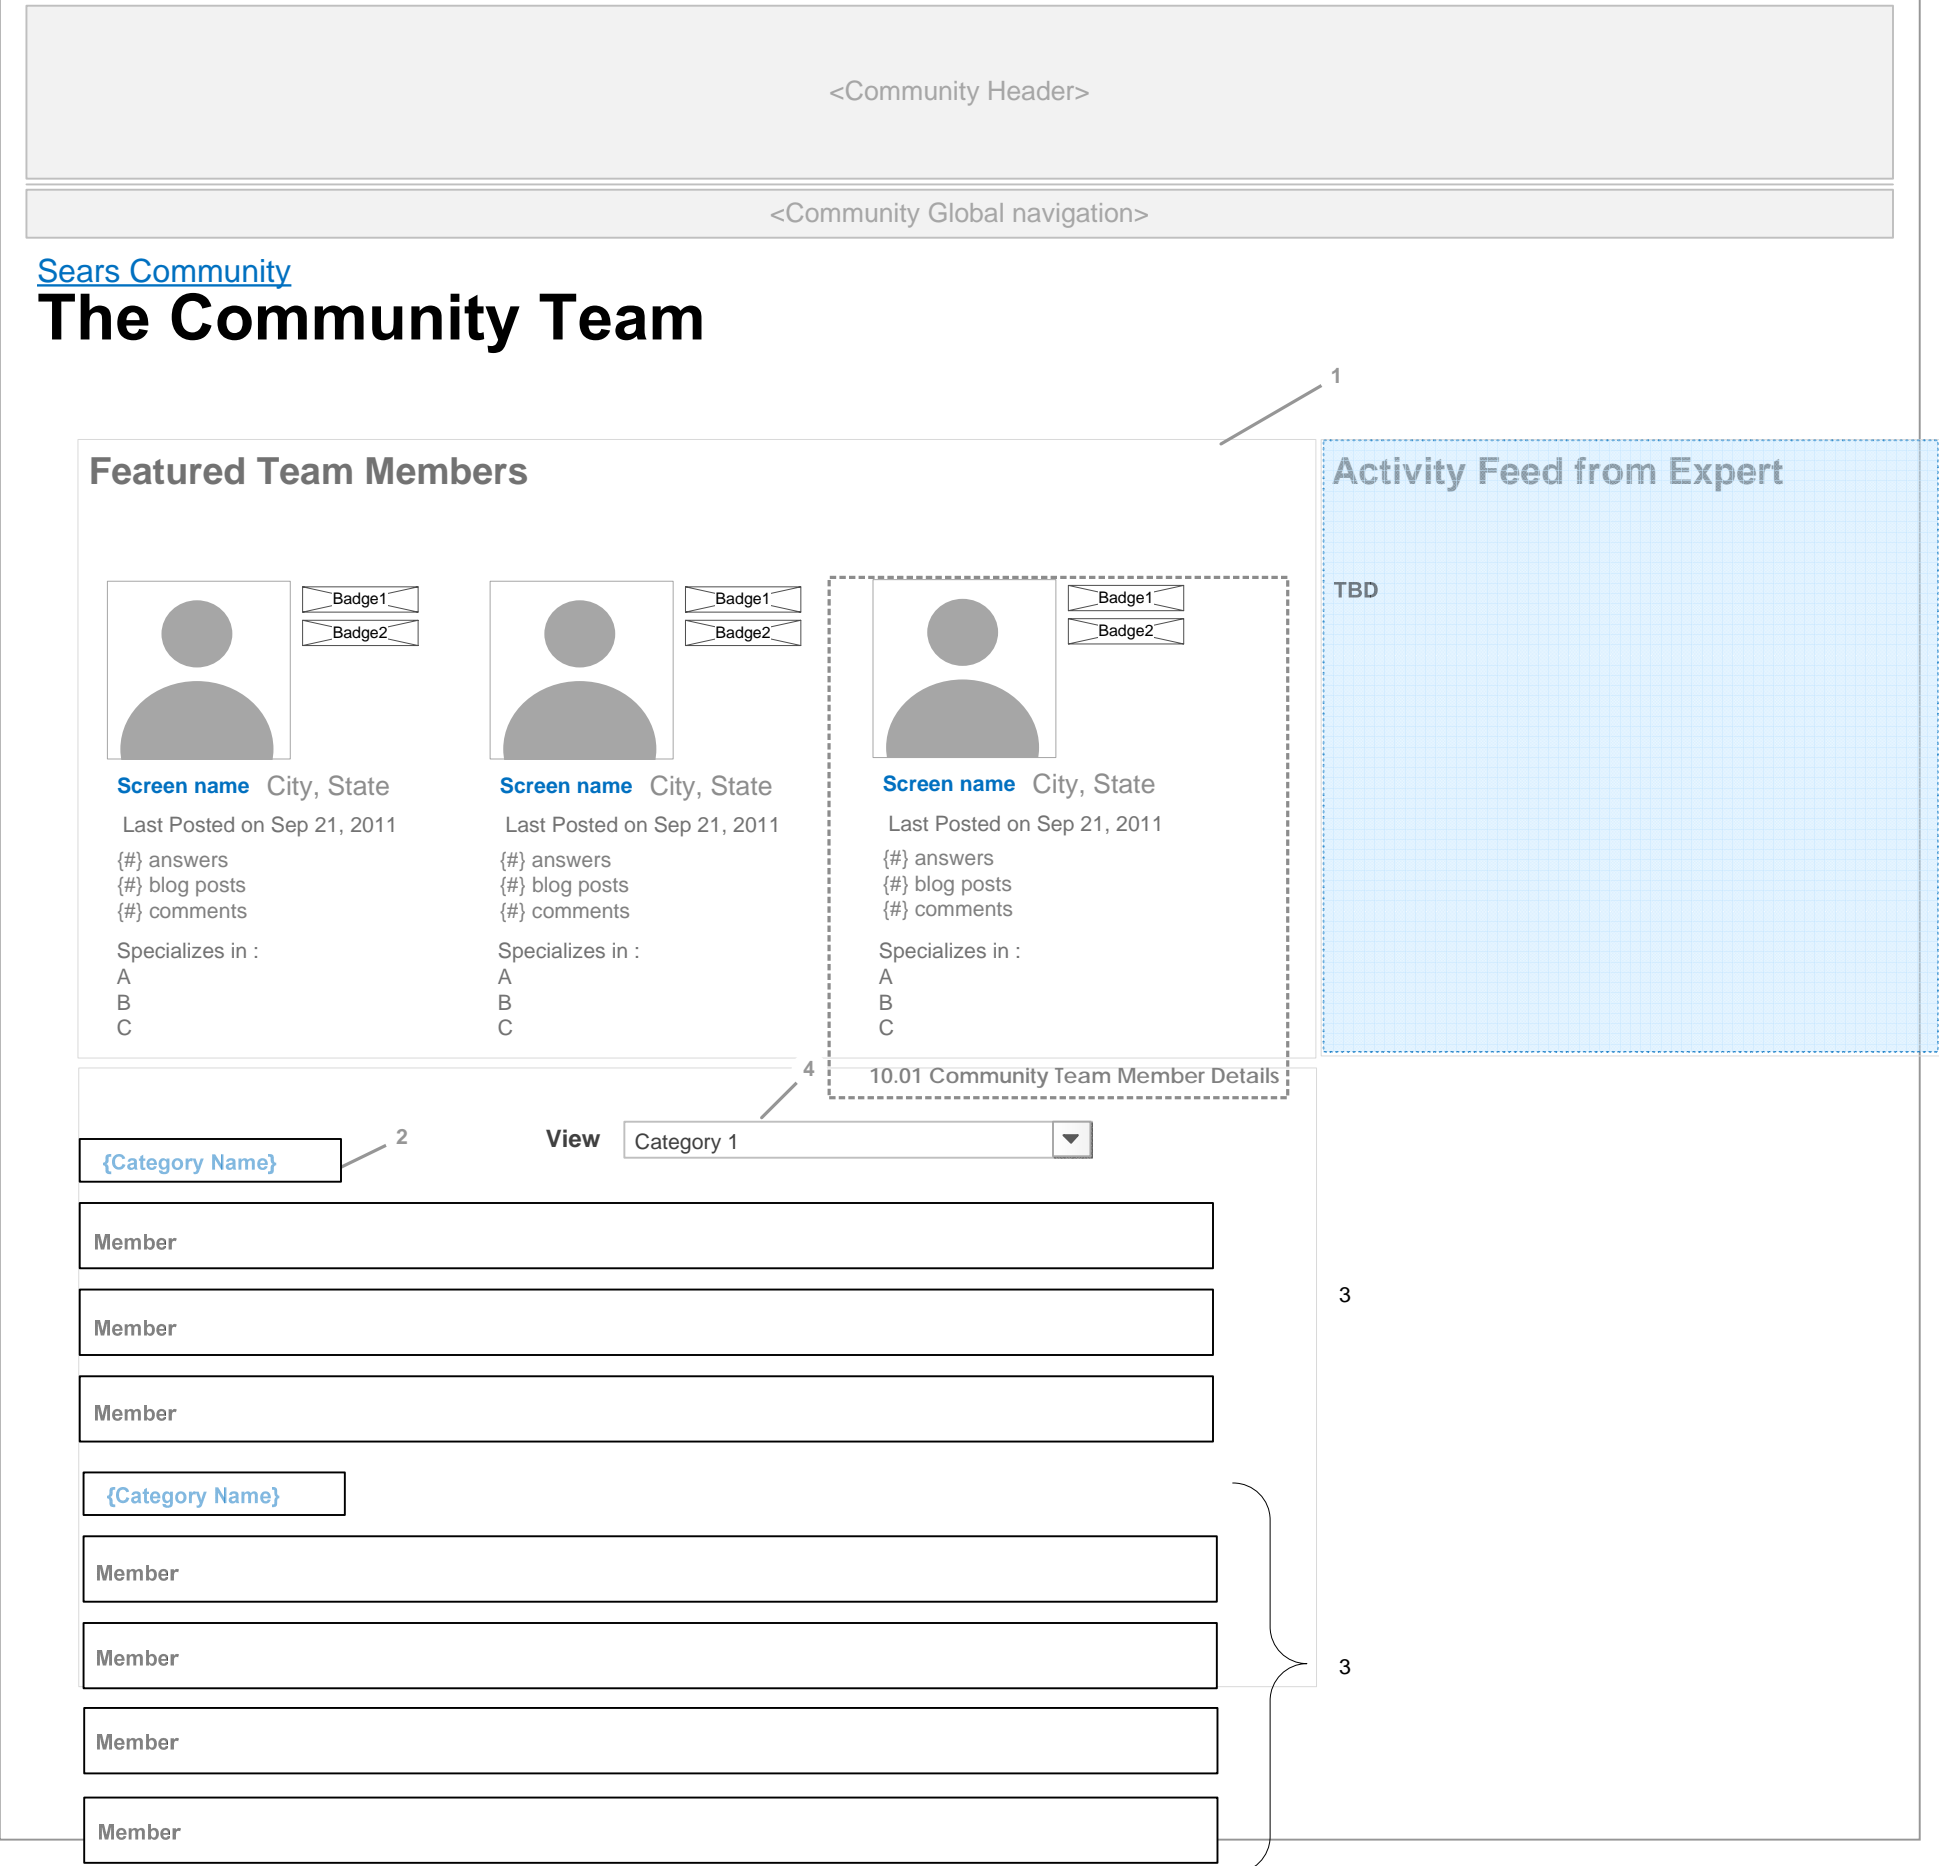 <Community Header>
<Community Global navigation>
Sears Community
The Community Team
1
Featured Team Members
Activity Feed from Expert
TBD
Badge1
Badge2
Badge1
Badge2
Badge1
Badge2
Screen name City, State
Last Posted on Sep 21, 2011
{#} answers
{#} blog posts
{#} comments
Specializes in :
A
B
C
Screen name City, State
Last Posted on Sep 21, 2011
{#} answers
{#} blog posts
{#} comments
Specializes in :
A
B
C
Screen name City, State
Last Posted on Sep 21, 2011
{#} answers
{#} blog posts
{#} comments
Specializes in :
A
B
C
10.01 Community Team Member Details
4
View Category 1
2
{Category Name}
Member
Member
Member
3
{Category Name}
Member
Member
Member
Member
3